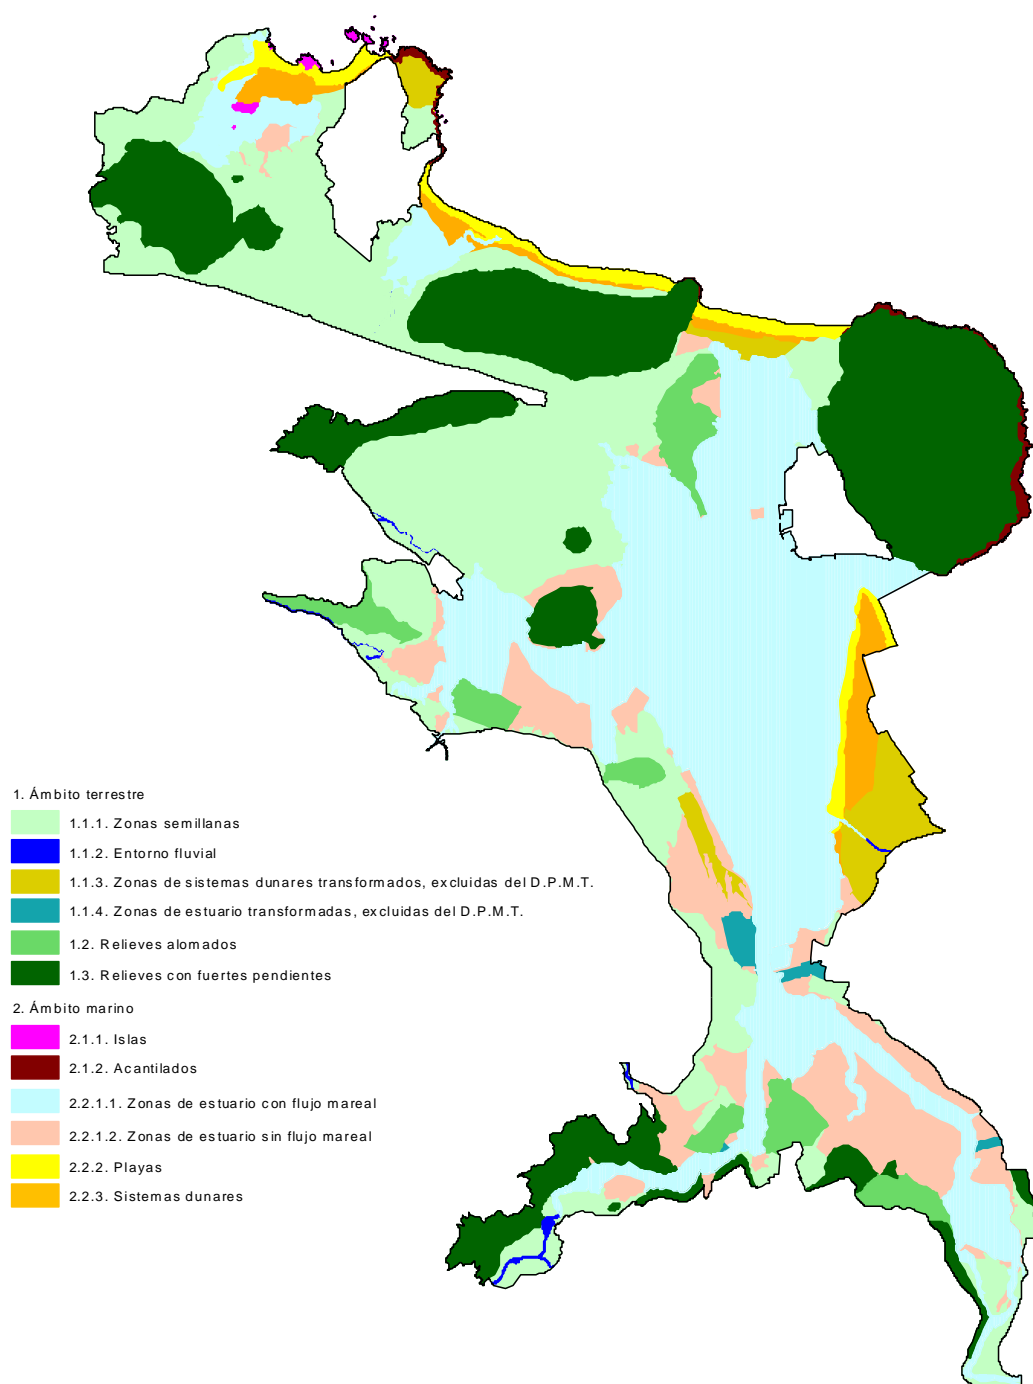 1. Ámbito terrestre
1.1.1. Zonas semillanas
1.1.2. Entorno fluvial
1.1.3. Zonas de sistemas dunares transformados, excluidas del D.P.M.T.
1.1.4. Zonas de estuario transformadas, excluidas del D.P.M.T.
1.2. Relieves alomados
1.3. Relieves con fuertes pendientes
2. Ámbito marino
2.1.1. Islas
2.1.2. Acantilados
2.2.1.1. Zonas de estuario con flujo mareal
2.2.1.2. Zonas de estuario sin flujo mareal
2.2.2. Playas
2.2.3. Sistemas dunares